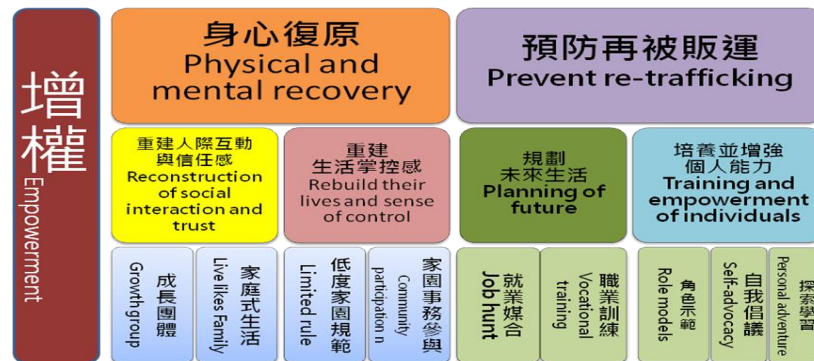 增權
Empowerment
身心復原
Physical and
mental recovery
預防再被販運
Prevent re-trafficking
重建人際互動
與信任感
Reconstruction
of social
interaction and
trust
重建
生活掌控感
Rebuild their
lives and sense
of control
規劃
未來生活
Planning of
future
培養並增強
個人能力
Training and
empowerment
of individuals
成長團體
Growth group
家庭式生活
Live likes Family
低度家園規範
Limited rule
家園事務參與
Community
participation n
就業媒合
Job hunt
職業訓練
Vocational
training
角色示範
Role models
自我倡議
Self-advocacy
探索學習
Personal adventure